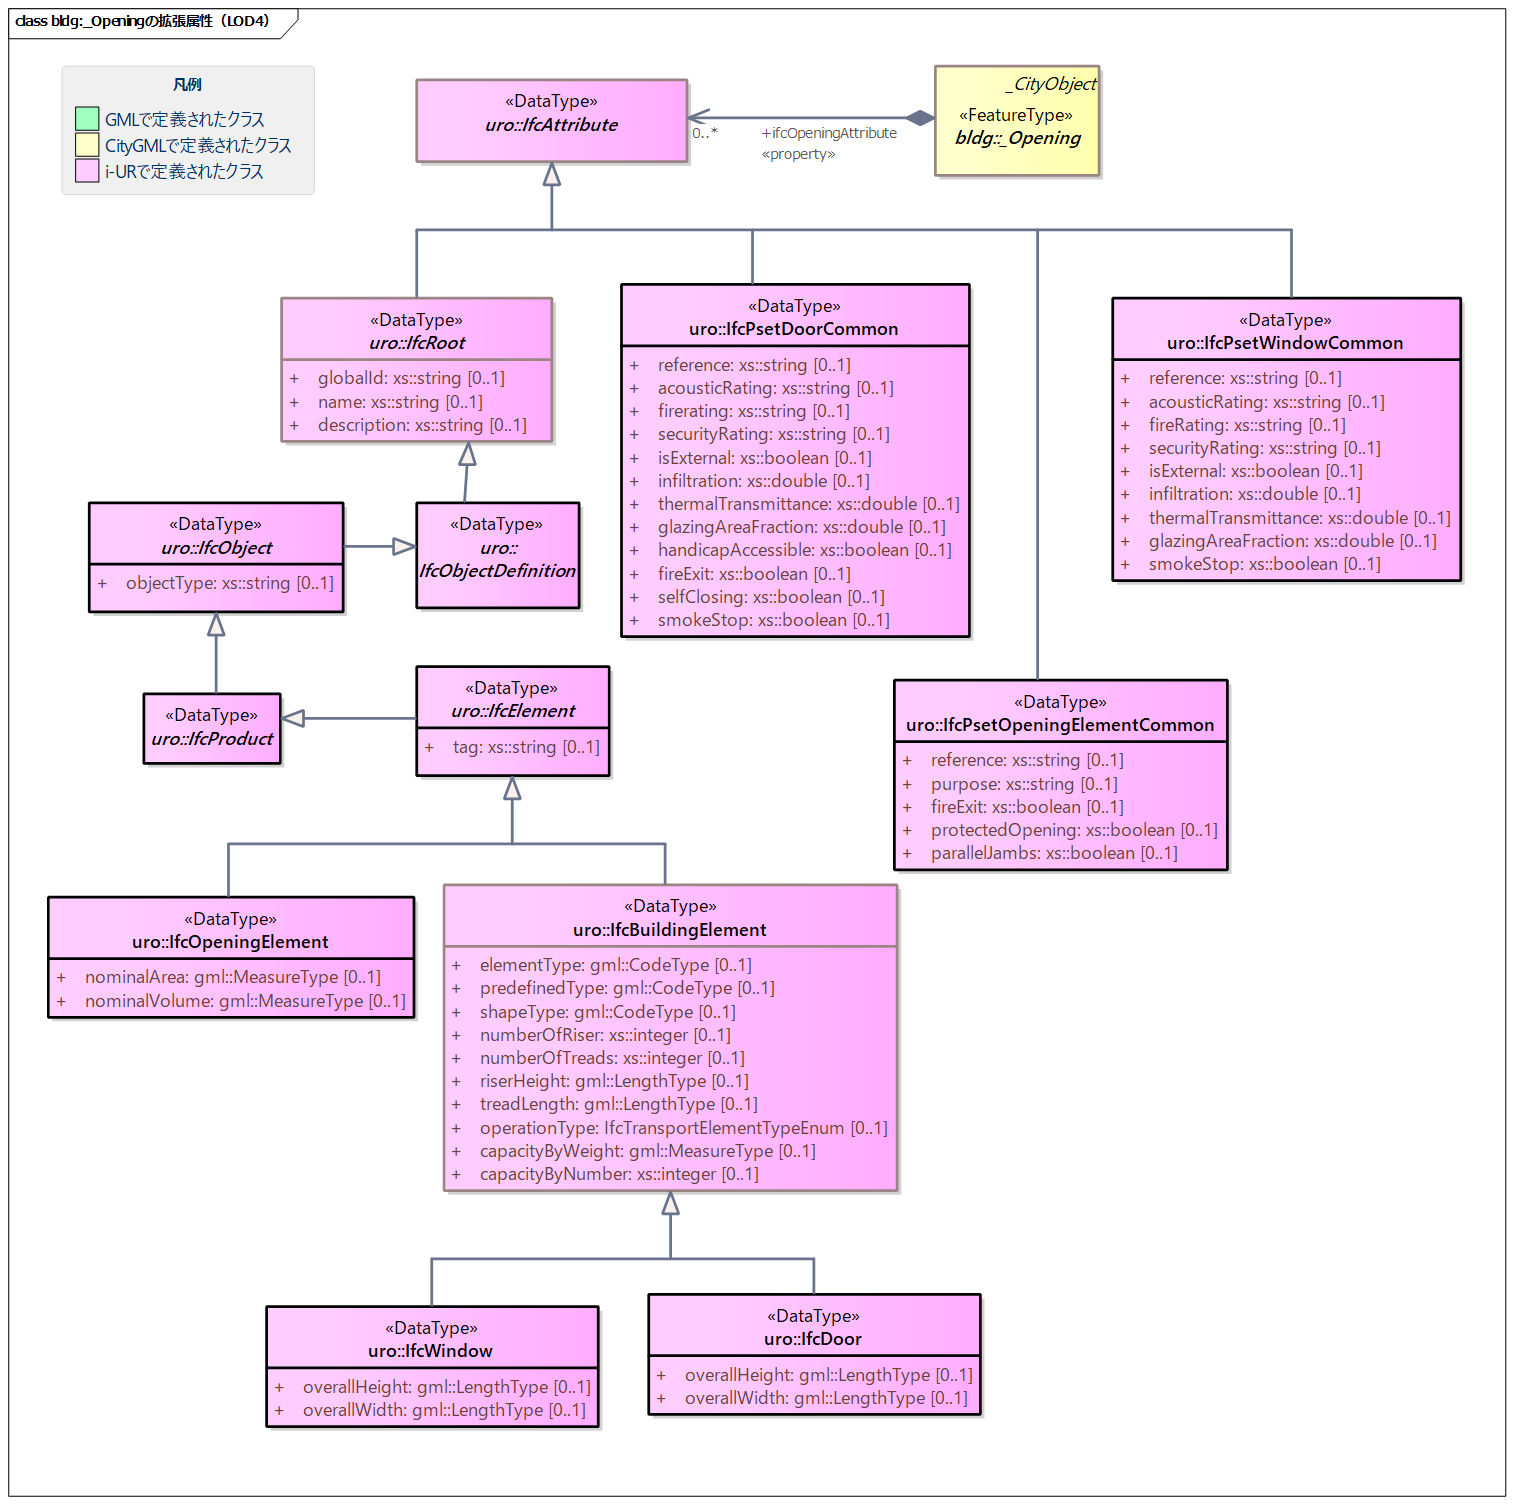 class bldg::_Openingの拡張属性（LOD4）
凡例
GMLで定義されたクラス
CityGMLで定義されたクラス
i-URで定義されたクラス
«DataType»
uro::IfcAttribute
0..*
+ifcOpeningAttribute
«property»
_CityObject
«FeatureType»
bldg::_Opening
«DataType»
uro::IfcRoot
+ globalId: xs::string [0..1]
+ name: xs::string [0..1]
+ description: xs::string [0..1]
«DataType»
uro::IfcPsetDoorCommon
+ reference: xs::string [0..1]
+ acousticRating: xs::string [0..1]
+ firerating: xs::string [0..1]
+ securityRating: xs::string [0..1]
+ isExternal: xs::boolean [0..1]
+ infiltration: xs::double [0..1]
+ thermalTransmittance: xs::double [0..1]
+ glazingAreaFraction: xs::double [0..1]
+ handicapAccessible: xs::boolean [0..1]
+ fireExit: xs::boolean [0..1]
+ selfClosing: xs::boolean [0..1]
+ smokeStop: xs::boolean [0..1]
«DataType»
uro::IfcPsetWindowCommon
+ reference: xs::string [0..1]
+ acousticRating: xs::string [0..1]
+ fireRating: xs::string [0..1]
+ securityRating: xs::string [0..1]
+ isExternal: xs::boolean [0..1]
+ infiltration: xs::double [0..1]
+ thermalTransmittance: xs::double [0..1]
+ glazingAreaFraction: xs::double [0..1]
+ smokeStop: xs::boolean [0..1]
«DataType»
uro::IfcObject
+ objectType: xs::string [0..1]
«DataType»
uro::
IfcObjectDefinition
«DataType»
uro::IfcProduct
«DataType»
uro::IfcElement
+ tag: xs::string [0..1]
«DataType»
uro::IfcPsetOpeningElementCommon
+ reference: xs::string [0..1]
+ purpose: xs::string [0..1]
+ fireExit: xs::boolean [0..1]
+ protectedOpening: xs::boolean [0..1]
+ parallelJambs: xs::boolean [0..1]
«DataType»
uro::IfcOpeningElement
+ nominalArea: gml::MeasureType [0..1]
+ nominalVolume: gml::MeasureType [0..1]
«DataType»
uro::IfcBuildingElement
+ elementType: gml::CodeType [0..1]
+ predefinedType: gml::CodeType [0..1]
+ shapeType: gml::CodeType [0..1]
+ numberOfRiser: xs::integer [0..1]
+ numberOfTreads: xs::integer [0..1]
+ riserHeight: gml::LengthType [0..1]
+ treadLength: gml::LengthType [0..1]
+ operationType: IfcTransportElementTypeEnum [0..1]
+ capacityByWeight: gml::MeasureType [0..1]
+ capacityByNumber: xs::integer [0..1]
«DataType»
uro::IfcWindow
+ overallHeight: gml::LengthType [0..1]
+ overallWidth: gml::LengthType [0..1]
«DataType»
uro::IfcDoor
+ overallHeight: gml::LengthType [0..1]
+ overallWidth: gml::LengthType [0..1]